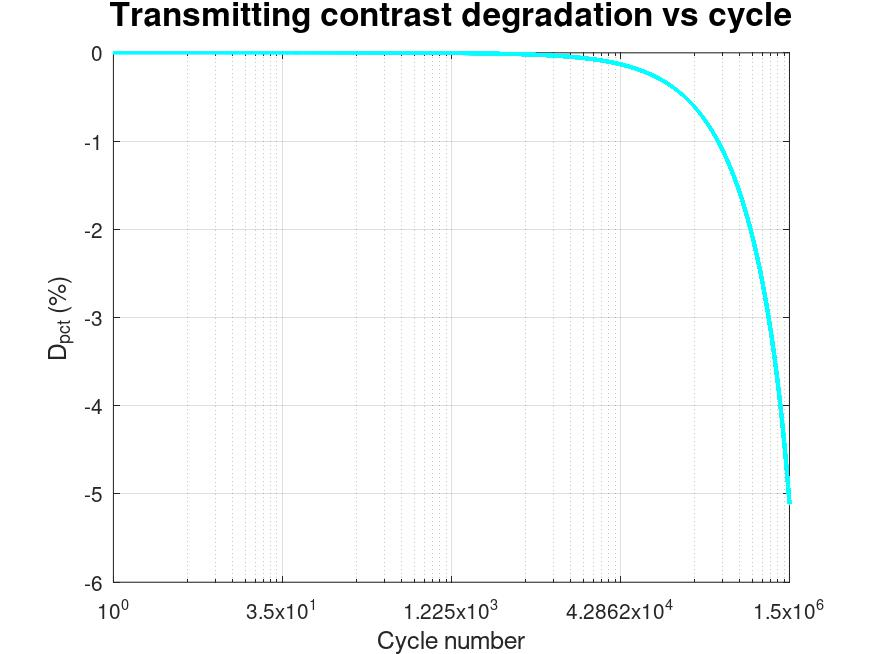 Transmitting contrast degradation vs cycle
0
-1
-2
-3
-4
-5
-6
D_pct (%)
10^0 3.5x10^1 1.225x10^3 4.2862x10^4 1.5x10^6
Cycle number